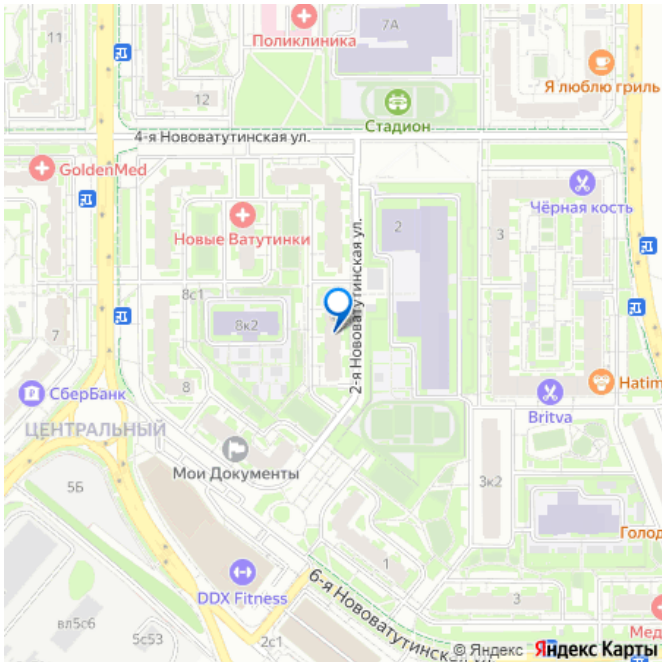 11
7А
Поликлиника
Я люблю гриль
12
Стадион
4-я Нововатутинская ул.
GoldenMed
Чёрная кость
2
3
Новые Ватутинки
2-я Нововатутинская ул.
8с1
8к2
7
8
Hatim
СберБанк
Britva
ЦЕНТРАЛЬНЫЙ
Мои Документы
5Б
3к2
Голод
1
DDX Fitness
6-я Нововатутинская ул.
3
вл5с6
5с53
2с1
Мед
© Яндекс Яндекс Карты